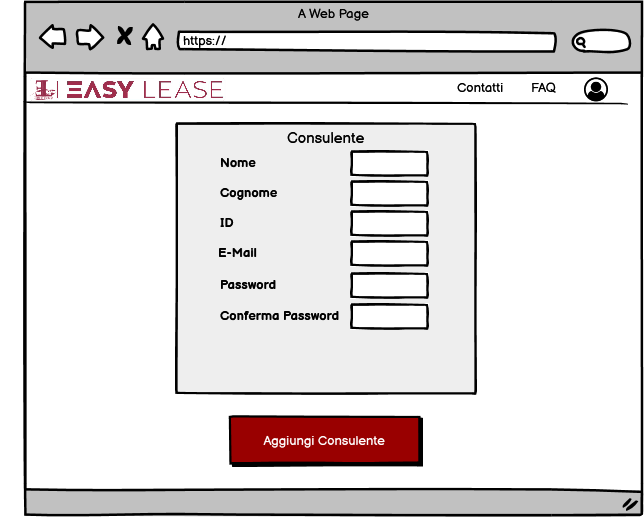 A Web Page
https://
EASY LEASE
Contatti FAQ
Consulente
Nome
Cognome
ID
E-Mail
Password
Conferma Password
Aggiungi Consulente